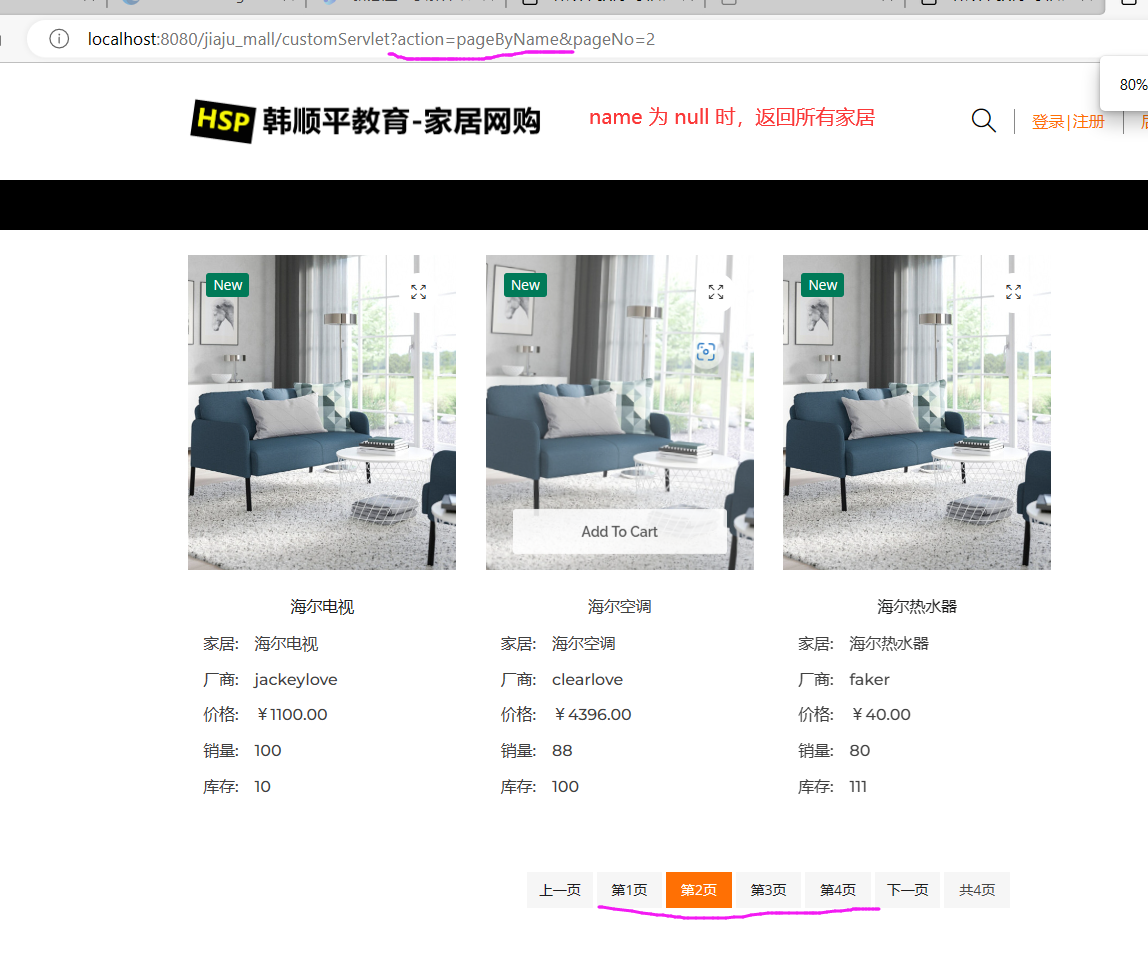 localhost:8080/jiaju_mall/customServlet?action=pageByName&pageNo=2
80%
HSP 韩顺平教育-家居网购
name 为 null 时，返回所有家居
登录|注册
New
New
New
Add To Cart
海尔电视
海尔空调
海尔热水器
家居: 海尔电视
家居: 海尔空调
家居: 海尔热水器
厂商: jackeylove
厂商: clearlove
厂商: faker
价格: ￥1100.00
价格: ￥4396.00
价格: ￥40.00
销量: 100
销量: 88
销量: 80
库存: 10
库存: 100
库存: 111
上一页 第1页 第2页 第3页 第4页 下一页 共4页